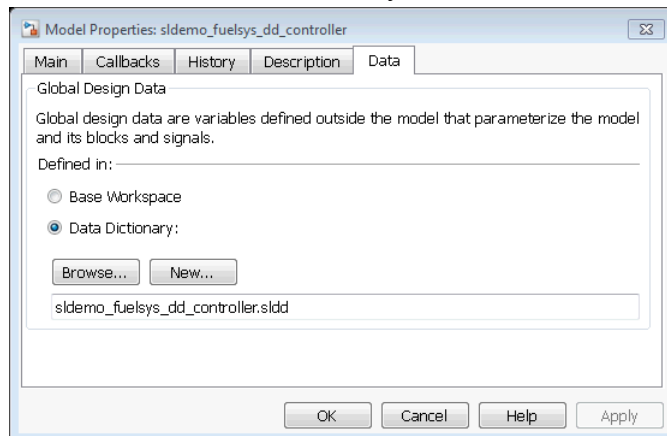 Model Properties: sldemo_fuelsys_dd_controller
Main Callbacks History Description Data
Global Design Data
Global design data are variables defined outside the model that parameterize the model
and its blocks and signals.
Defined in:
Base Workspace
Data Dictionary:
Browse... New...
sldemo_fuelsys_dd_controller.sldd
OK Cancel Help Apply